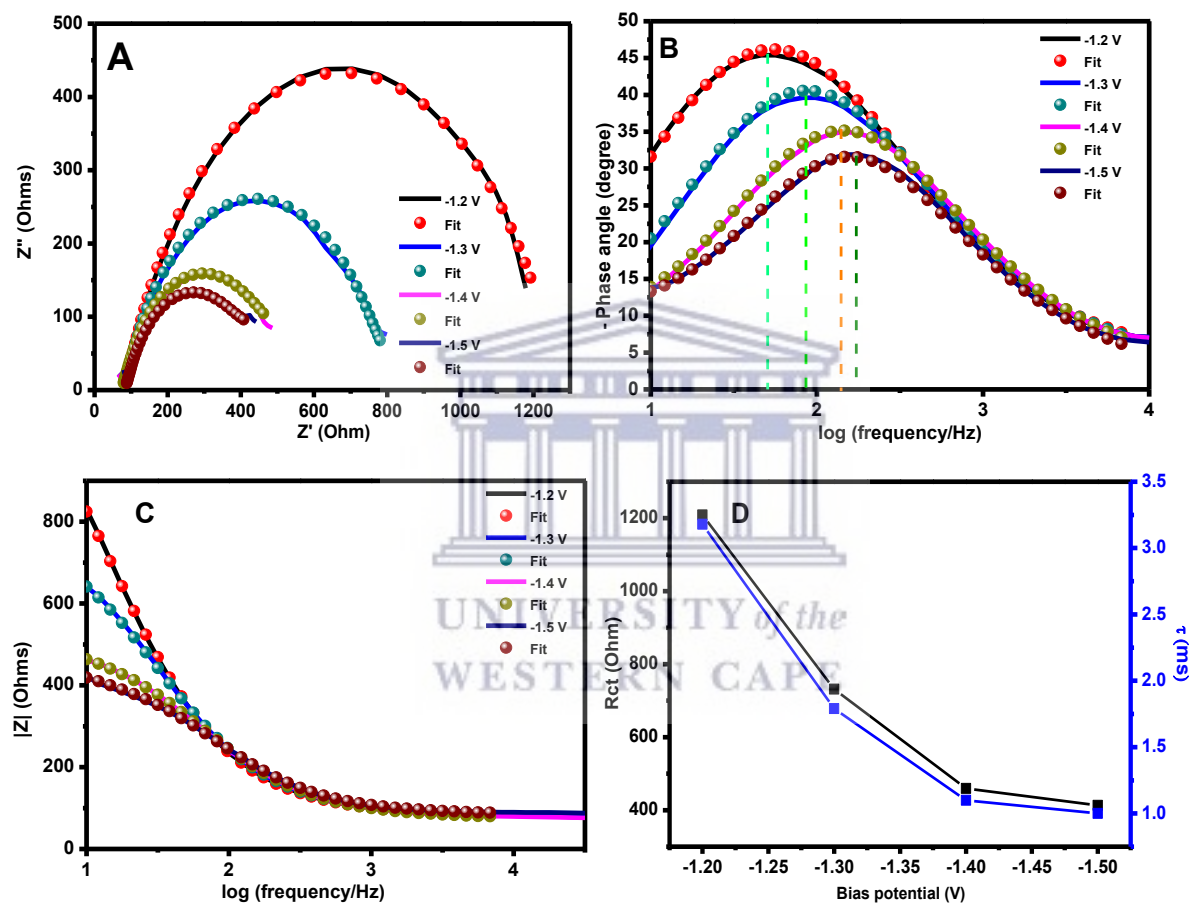 A
500
400
300
200
100
0
Z'' (Ohms)
0 200 400 600 800 1000 1200
Z' (Ohm)
-1.2 V
Fit
-1.3 V
Fit
-1.4 V
Fit
-1.5 V
Fit
B
50
45
40
35
30
25
20
15
10
5
0
- Phase angle (degree)
1 2 3 4
log (frequency/Hz)
-1.2 V
Fit
-1.3 V
Fit
-1.4 V
Fit
-1.5 V
Fit
C
800
600
400
200
0
|Z| (Ohms)
1 2 3 4
log (frequency/Hz)
-1.2 V
Fit
-1.3 V
Fit
-1.4 V
Fit
-1.5 V
Fit
D
1200
1000
800
600
400
Rct (Ohm)
3.5
3.0
2.5
2.0
1.5
1.0
τ (ms)
-1.20 -1.25 -1.30 -1.35 -1.40 -1.45 -1.50
Bias potential (V)
UNIVERSITY of the
WESTERN CAPE